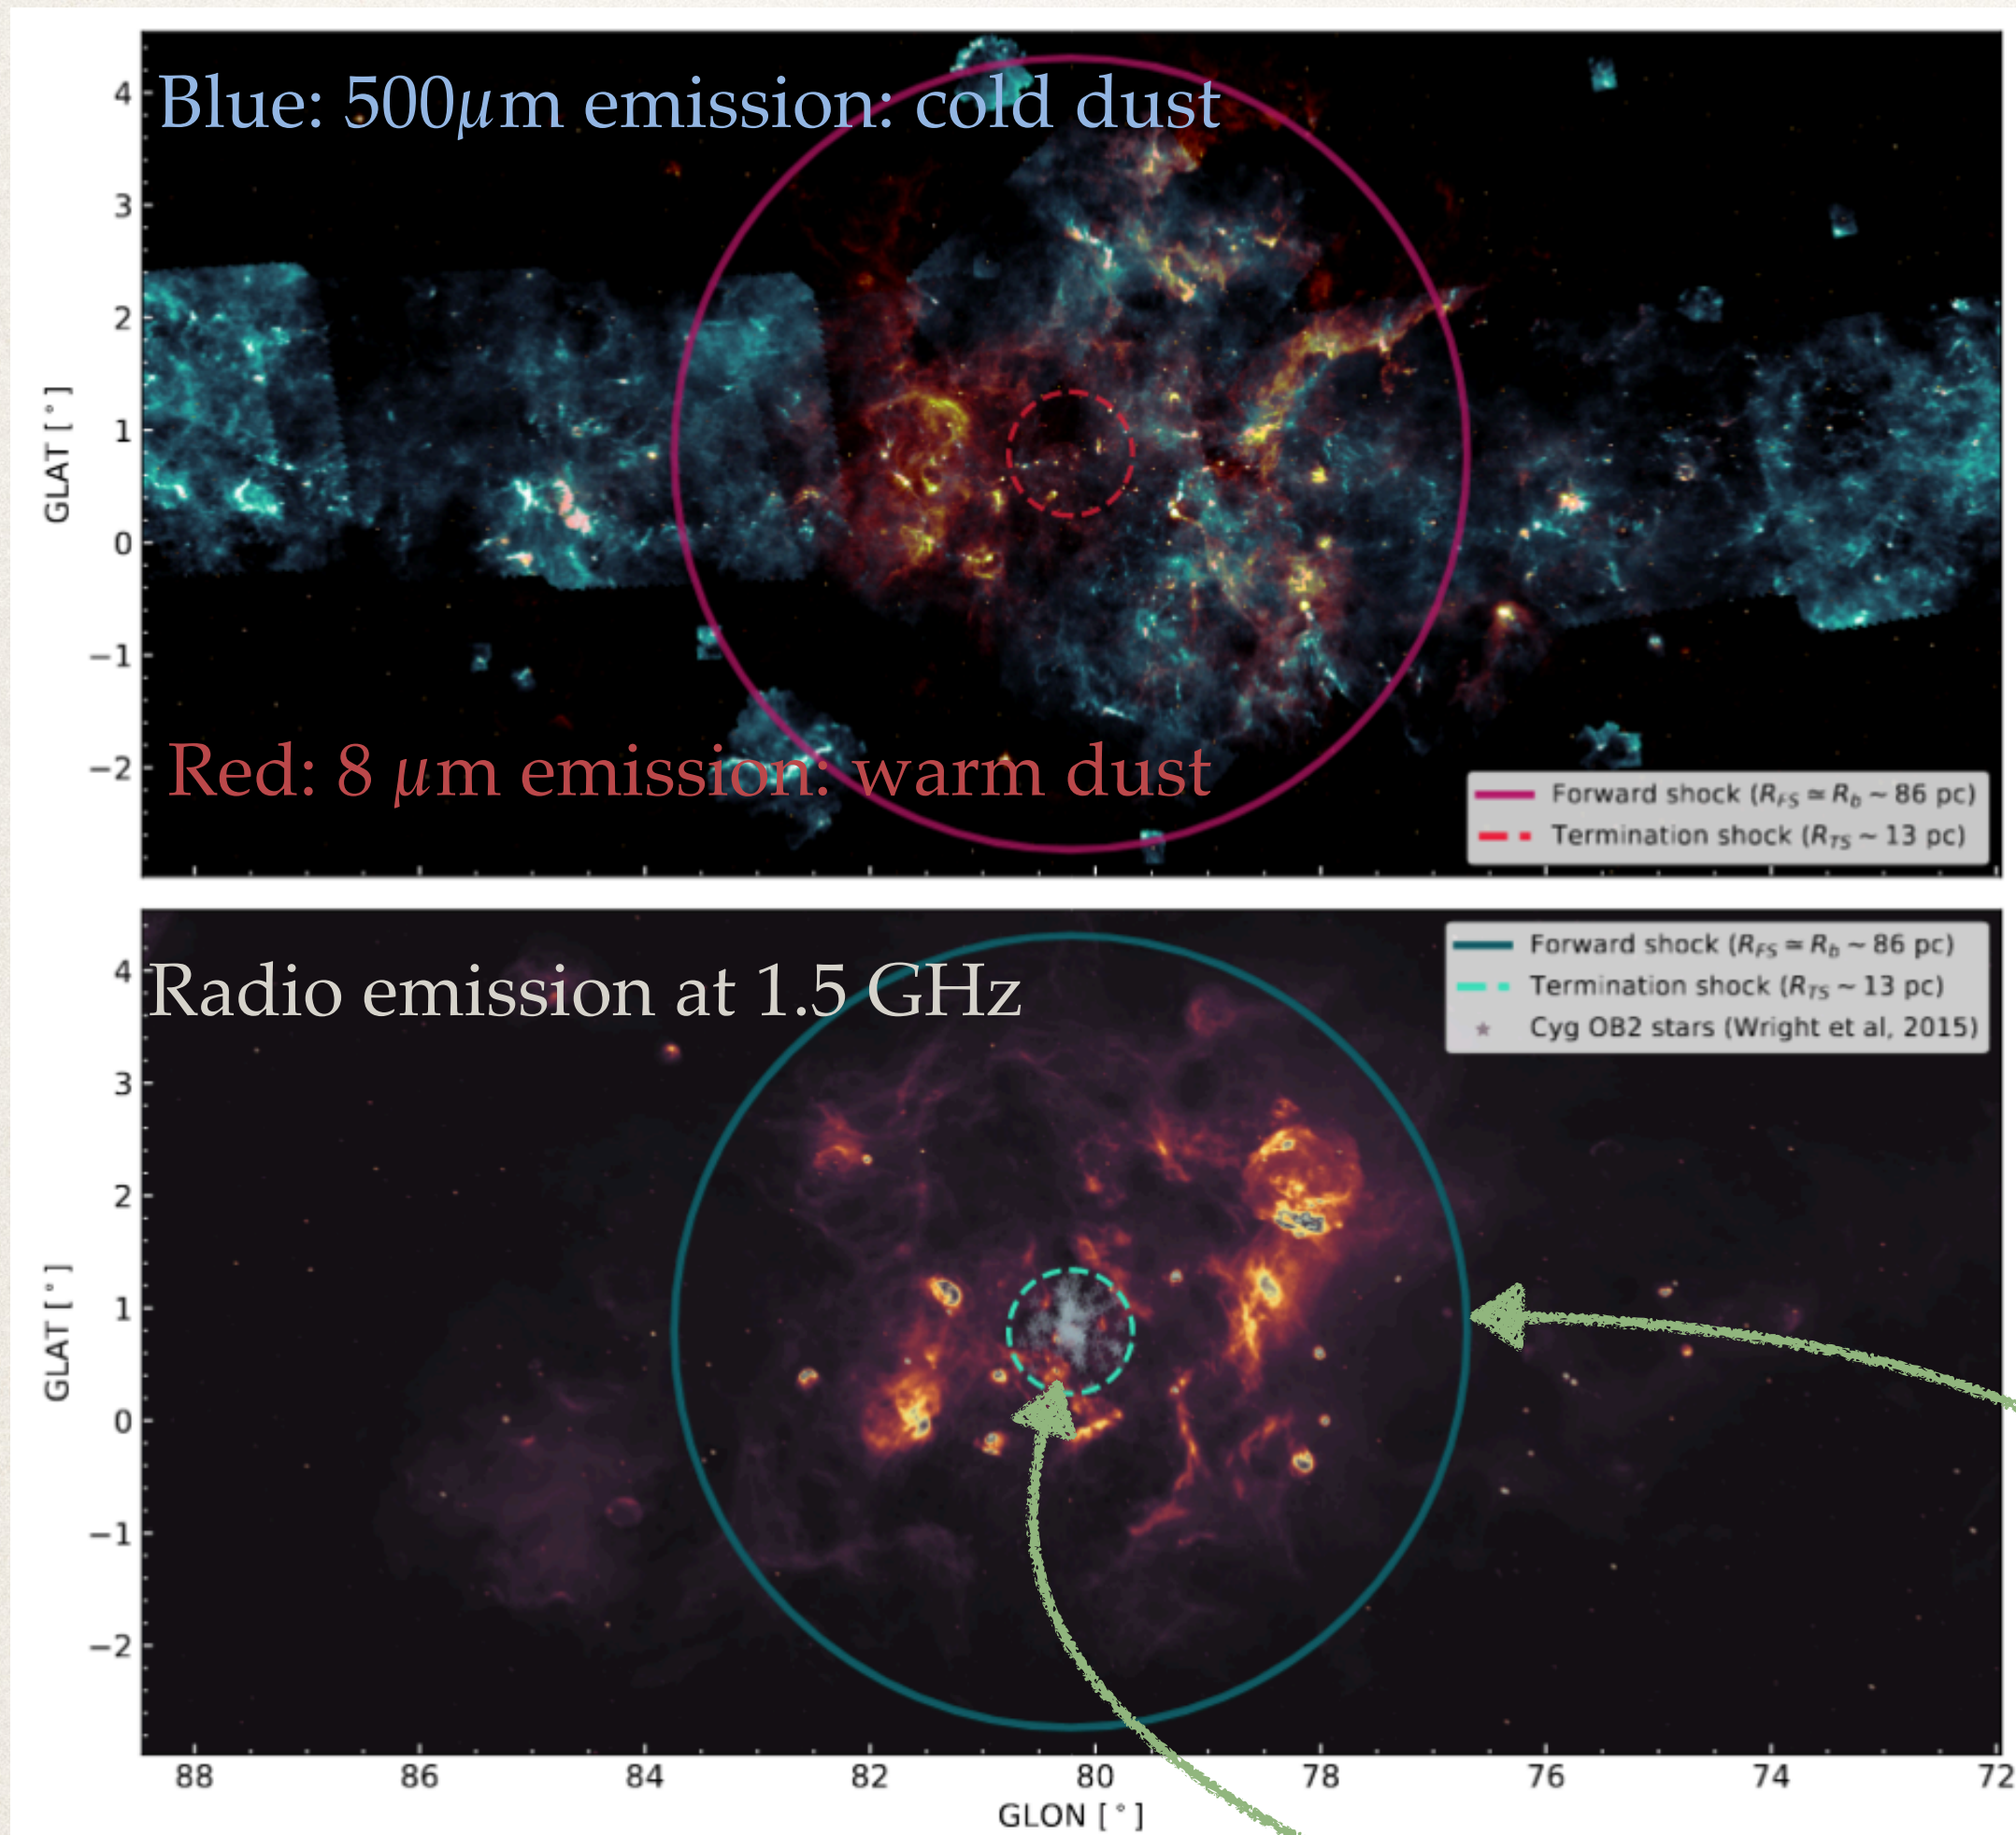 Blue: 500μm emission: cold dust
4
3
2
1
0
−1
−2
GLAT [°]
Red: 8 μm emission: warm dust
Forward shock (R_FS ≃ R_b ~ 86 pc)
Termination shock (R_TS ~ 13 pc)
Radio emission at 1.5 GHz
Forward shock (R_FS ≃ R_b ~ 86 pc)
Termination shock (R_TS ~ 13 pc)
Cyg OB2 stars (Wright et al, 2015)
4
3
2
1
0
−1
−2
GLAT [°]
88 86 84 82 80 78 76 74 72
GLON [°]